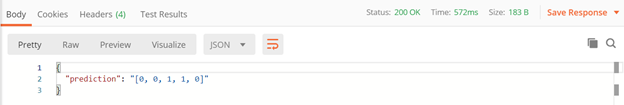 Body Cookies Headers (4) Test Results Status: 200 OK Time: 572ms Size: 183 B Save Response
Pretty Raw Preview Visualize JSON
1 {
2 "prediction": "[0, 0, 1, 1, 0]"
3 }